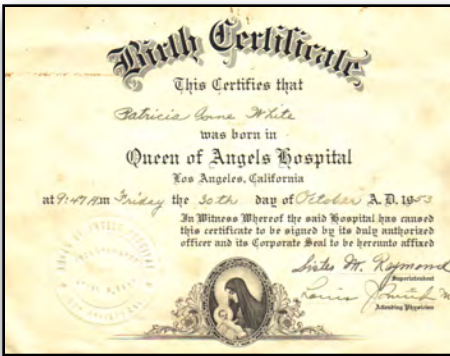 Birth Certificate
This Certifies that
Patricia Anne White
was born in
Queen of Angels Hospital
Los Angeles, California
at 9:47 AM Friday the 30th day of October A.D. 1953
In Witness Whereof the said Hospital has caused
this certificate to be signed by its duly authorized
officer and its Corporate Seal to be hereunto affixed
Sister M. Raymond
Superintendent
Louis
Attending Physician